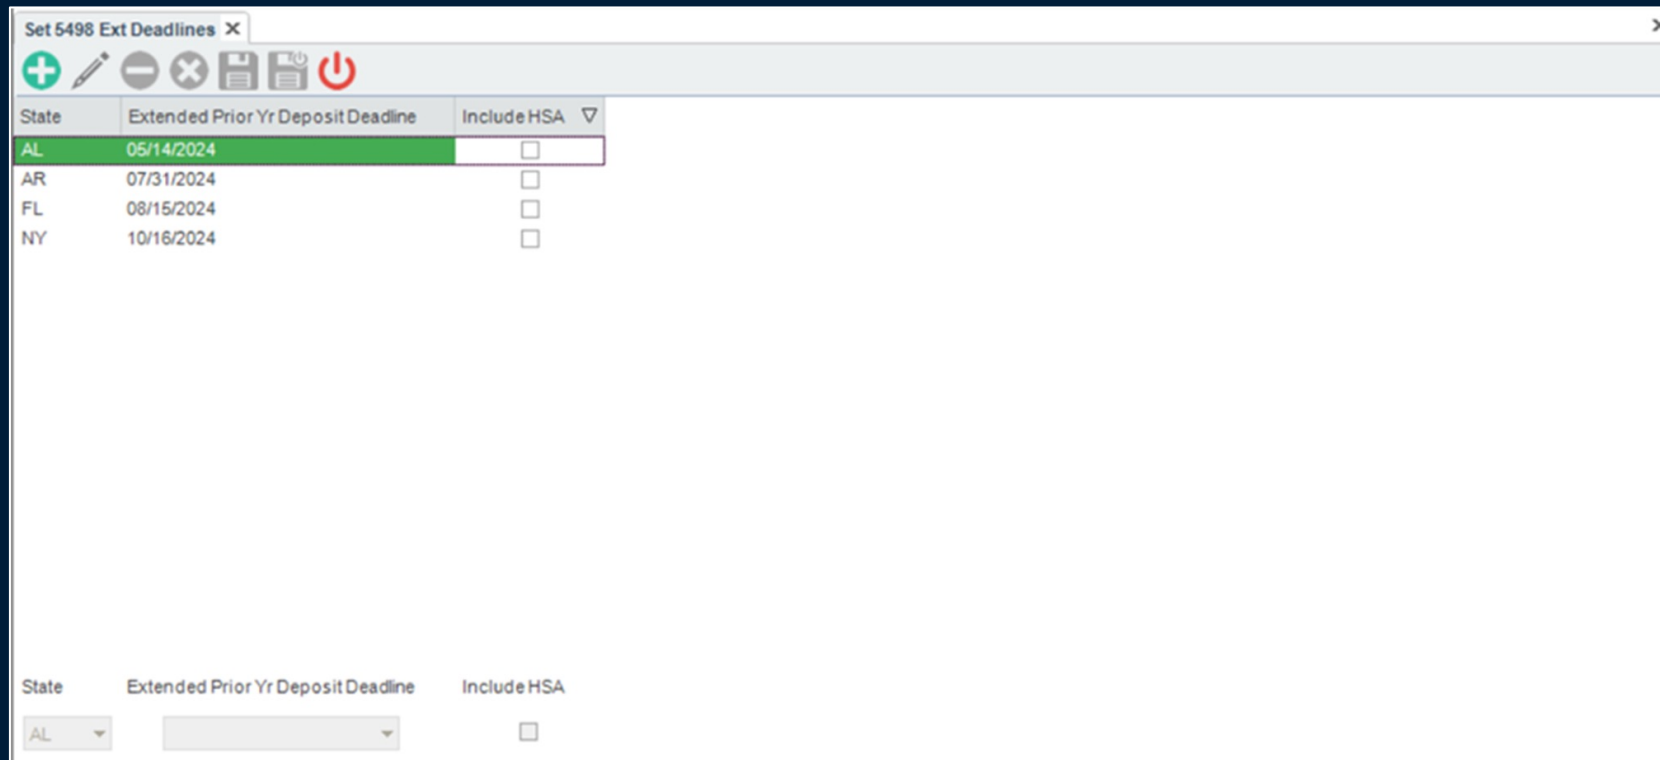 Set 5498 Ext Deadlines
State Extended Prior Yr Deposit Deadline Include HSA
AL 05/14/2024
AR 07/31/2024
FL 08/15/2024
NY 10/16/2024
State Extended Prior Yr Deposit Deadline Include HSA
AL